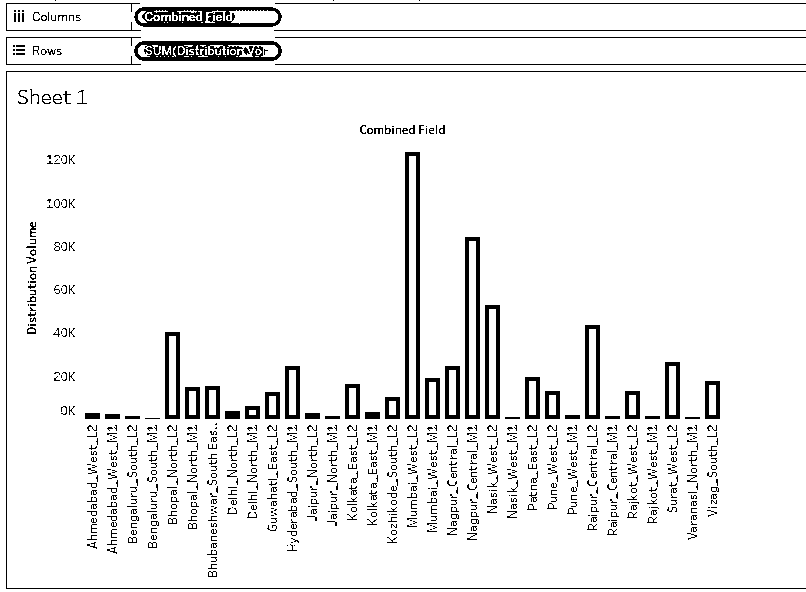 Columns
Combined Field
Rows
SUM(Distribution Vo
Sheet 1
Combined Field
Distribution Volume
120K
100K
80K
60K
40K
20K
0K
Ahmedabad_West_L2
Ahmedabad_West_M1
Bengaluru_South_L2
Bengaluru_South_M1
Bhopal_North_L2
Bhopal_North_M1
Bhubaneshwar_South Eas..
Delhi_North_L2
Delhi_North_M1
Guwahati_East_L2
Hyderabad_South_M1
Jaipur_North_L2
Jaipur_North_M1
Kolkata_East_L2
Kolkata_East_M1
Kozhikode_South_L2
Mumbai_West_L2
Mumbai_West_M1
Nagpur_Central_L2
Nagpur_Central_M1
Nasik_West_L2
Nasik_West_M1
Patna_East_L2
Pune_West_L2
Pune_West_M1
Raipur_Central_L2
Raipur_Central_M1
Rajkot_West_L2
Rajkot_West_M1
Surat_West_L2
Varanasi_North_M1
Vizag_South_L2